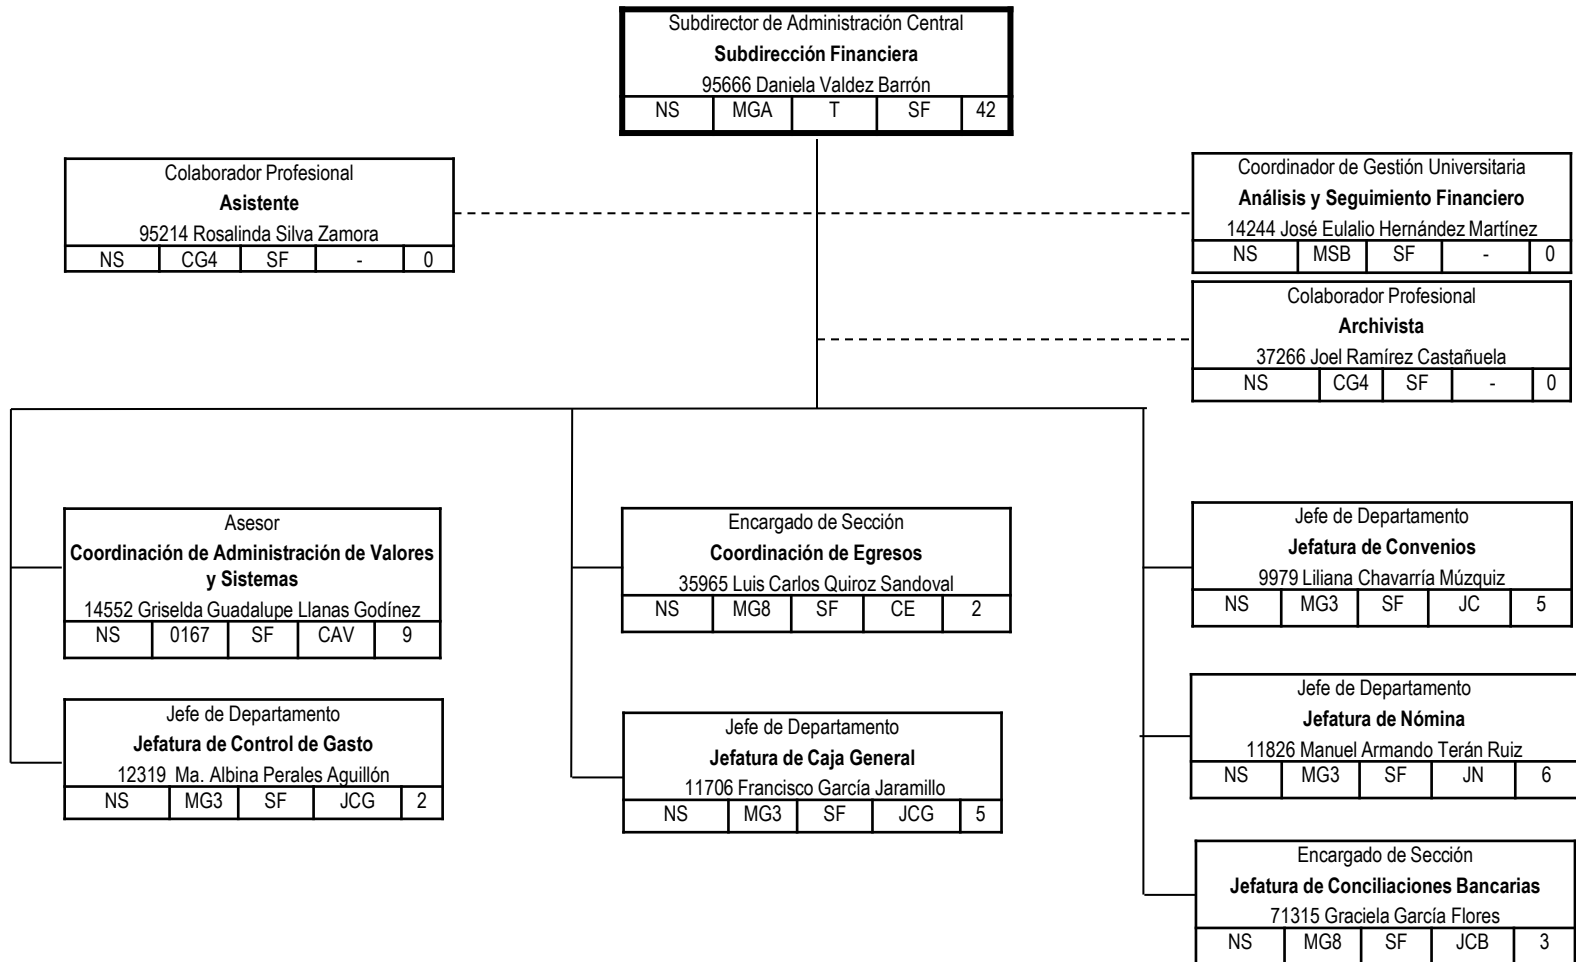 Subdirector de Administración Central
Subdirección Financiera
95666 Daniela Valdez Barrón
NS MGA T SF 42
Colaborador Profesional
Asistente
95214 Rosalinda Silva Zamora
NS CG4 SF - 0
Coordinador de Gestión Universitaria
Análisis y Seguimiento Financiero
14244 José Eulalio Hernández Martínez
NS MSB SF - 0
Colaborador Profesional
Archivista
37266 Joel Ramírez Castañuela
NS CG4 SF - 0
Asesor
Coordinación de Administración de Valores
y Sistemas
14552 Griselda Guadalupe Llanas Godínez
NS 0167 SF CAV 9
Jefe de Departamento
Jefatura de Control de Gasto
12319 Ma. Albina Perales Aguillón
NS MG3 SF JCG 2
Encargado de Sección
Coordinación de Egresos
35965 Luis Carlos Quiroz Sandoval
NS MG8 SF CE 2
Jefe de Departamento
Jefatura de Caja General
11706 Francisco García Jaramillo
NS MG3 SF JCG 5
Jefe de Departamento
Jefatura de Convenios
9979 Liliana Chavarría Múzquiz
NS MG3 SF JC 5
Jefe de Departamento
Jefatura de Nómina
11826 Manuel Armando Terán Ruiz
NS MG3 SF JN 6
Encargado de Sección
Jefatura de Conciliaciones Bancarias
71315 Graciela García Flores
NS MG8 SF JCB 3